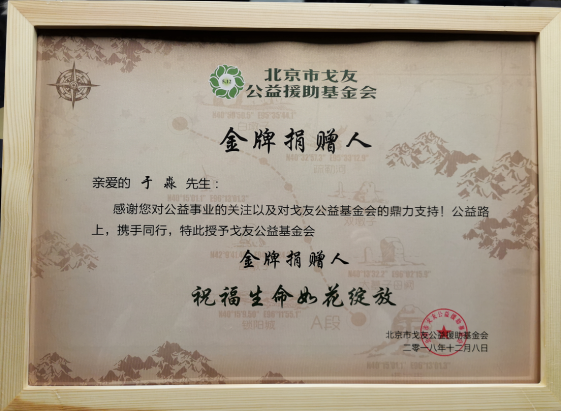 北京市戈友
公益援助基金会
金牌捐赠人
亲爱的 于淼 先生：
感谢您对公益事业的关注以及对戈友公益基金会的鼎力支持！公益路
上，携手同行，特此授予戈友公益基金会
金牌捐赠人
祝福生命如花绽放
A段
北京市戈友公益援助基金会
二零一八年十二月八日